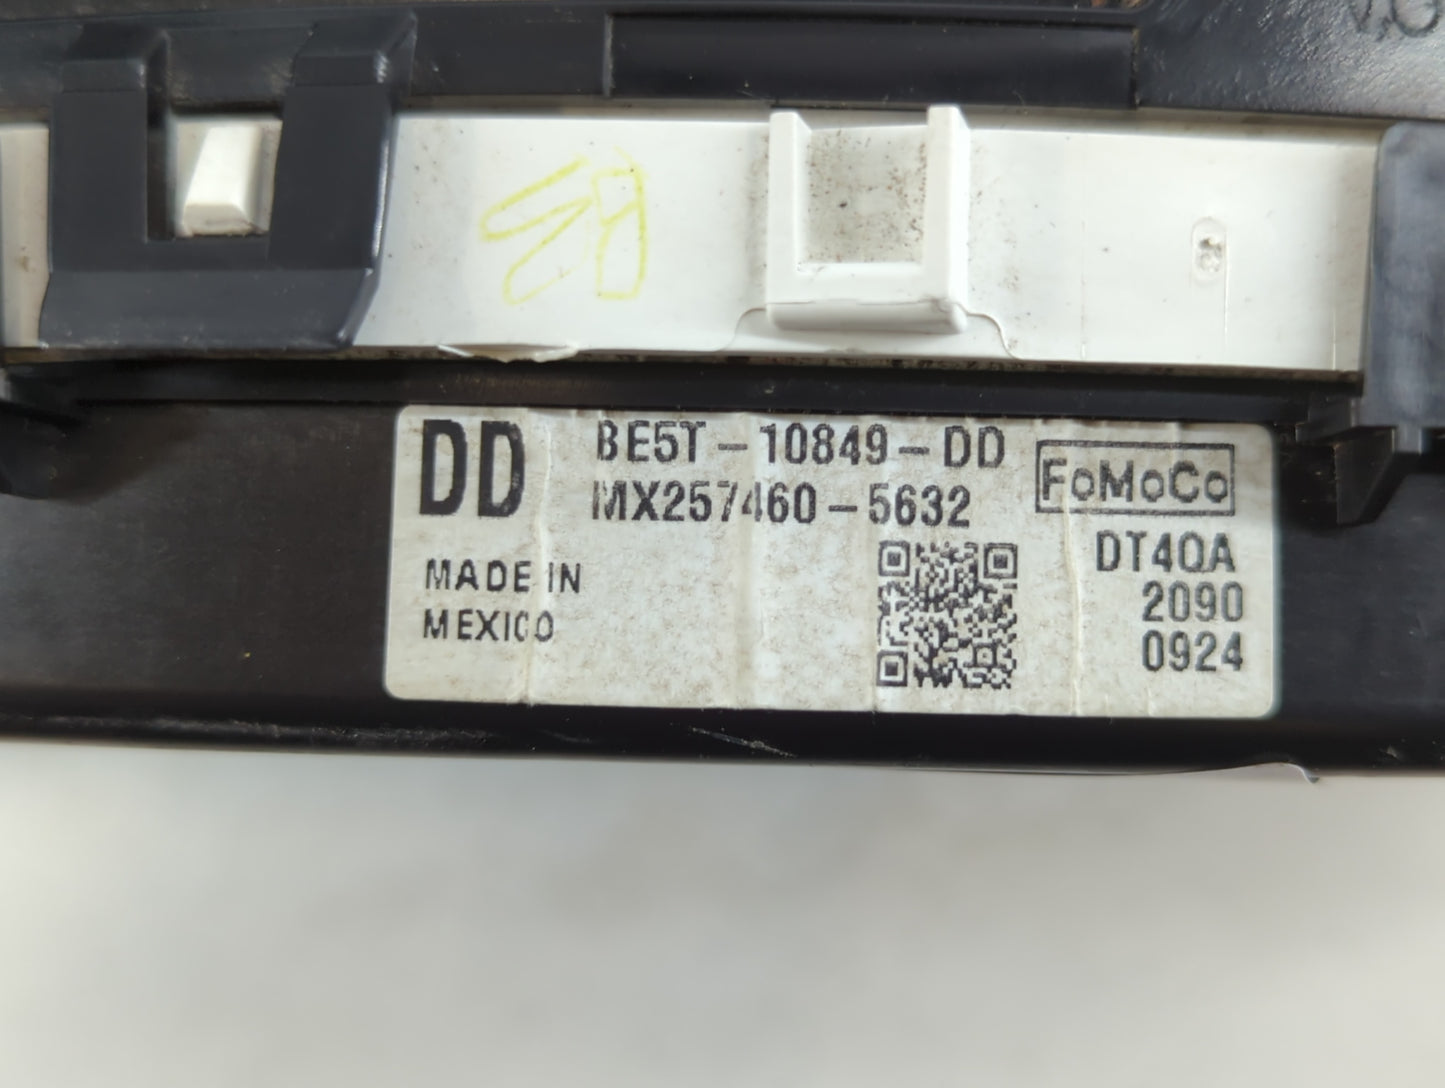 DD
BE5T-10849-DD
MX257460-5632
FoMoCo
MADE IN
MEXICO
DT4QA
2090
0924